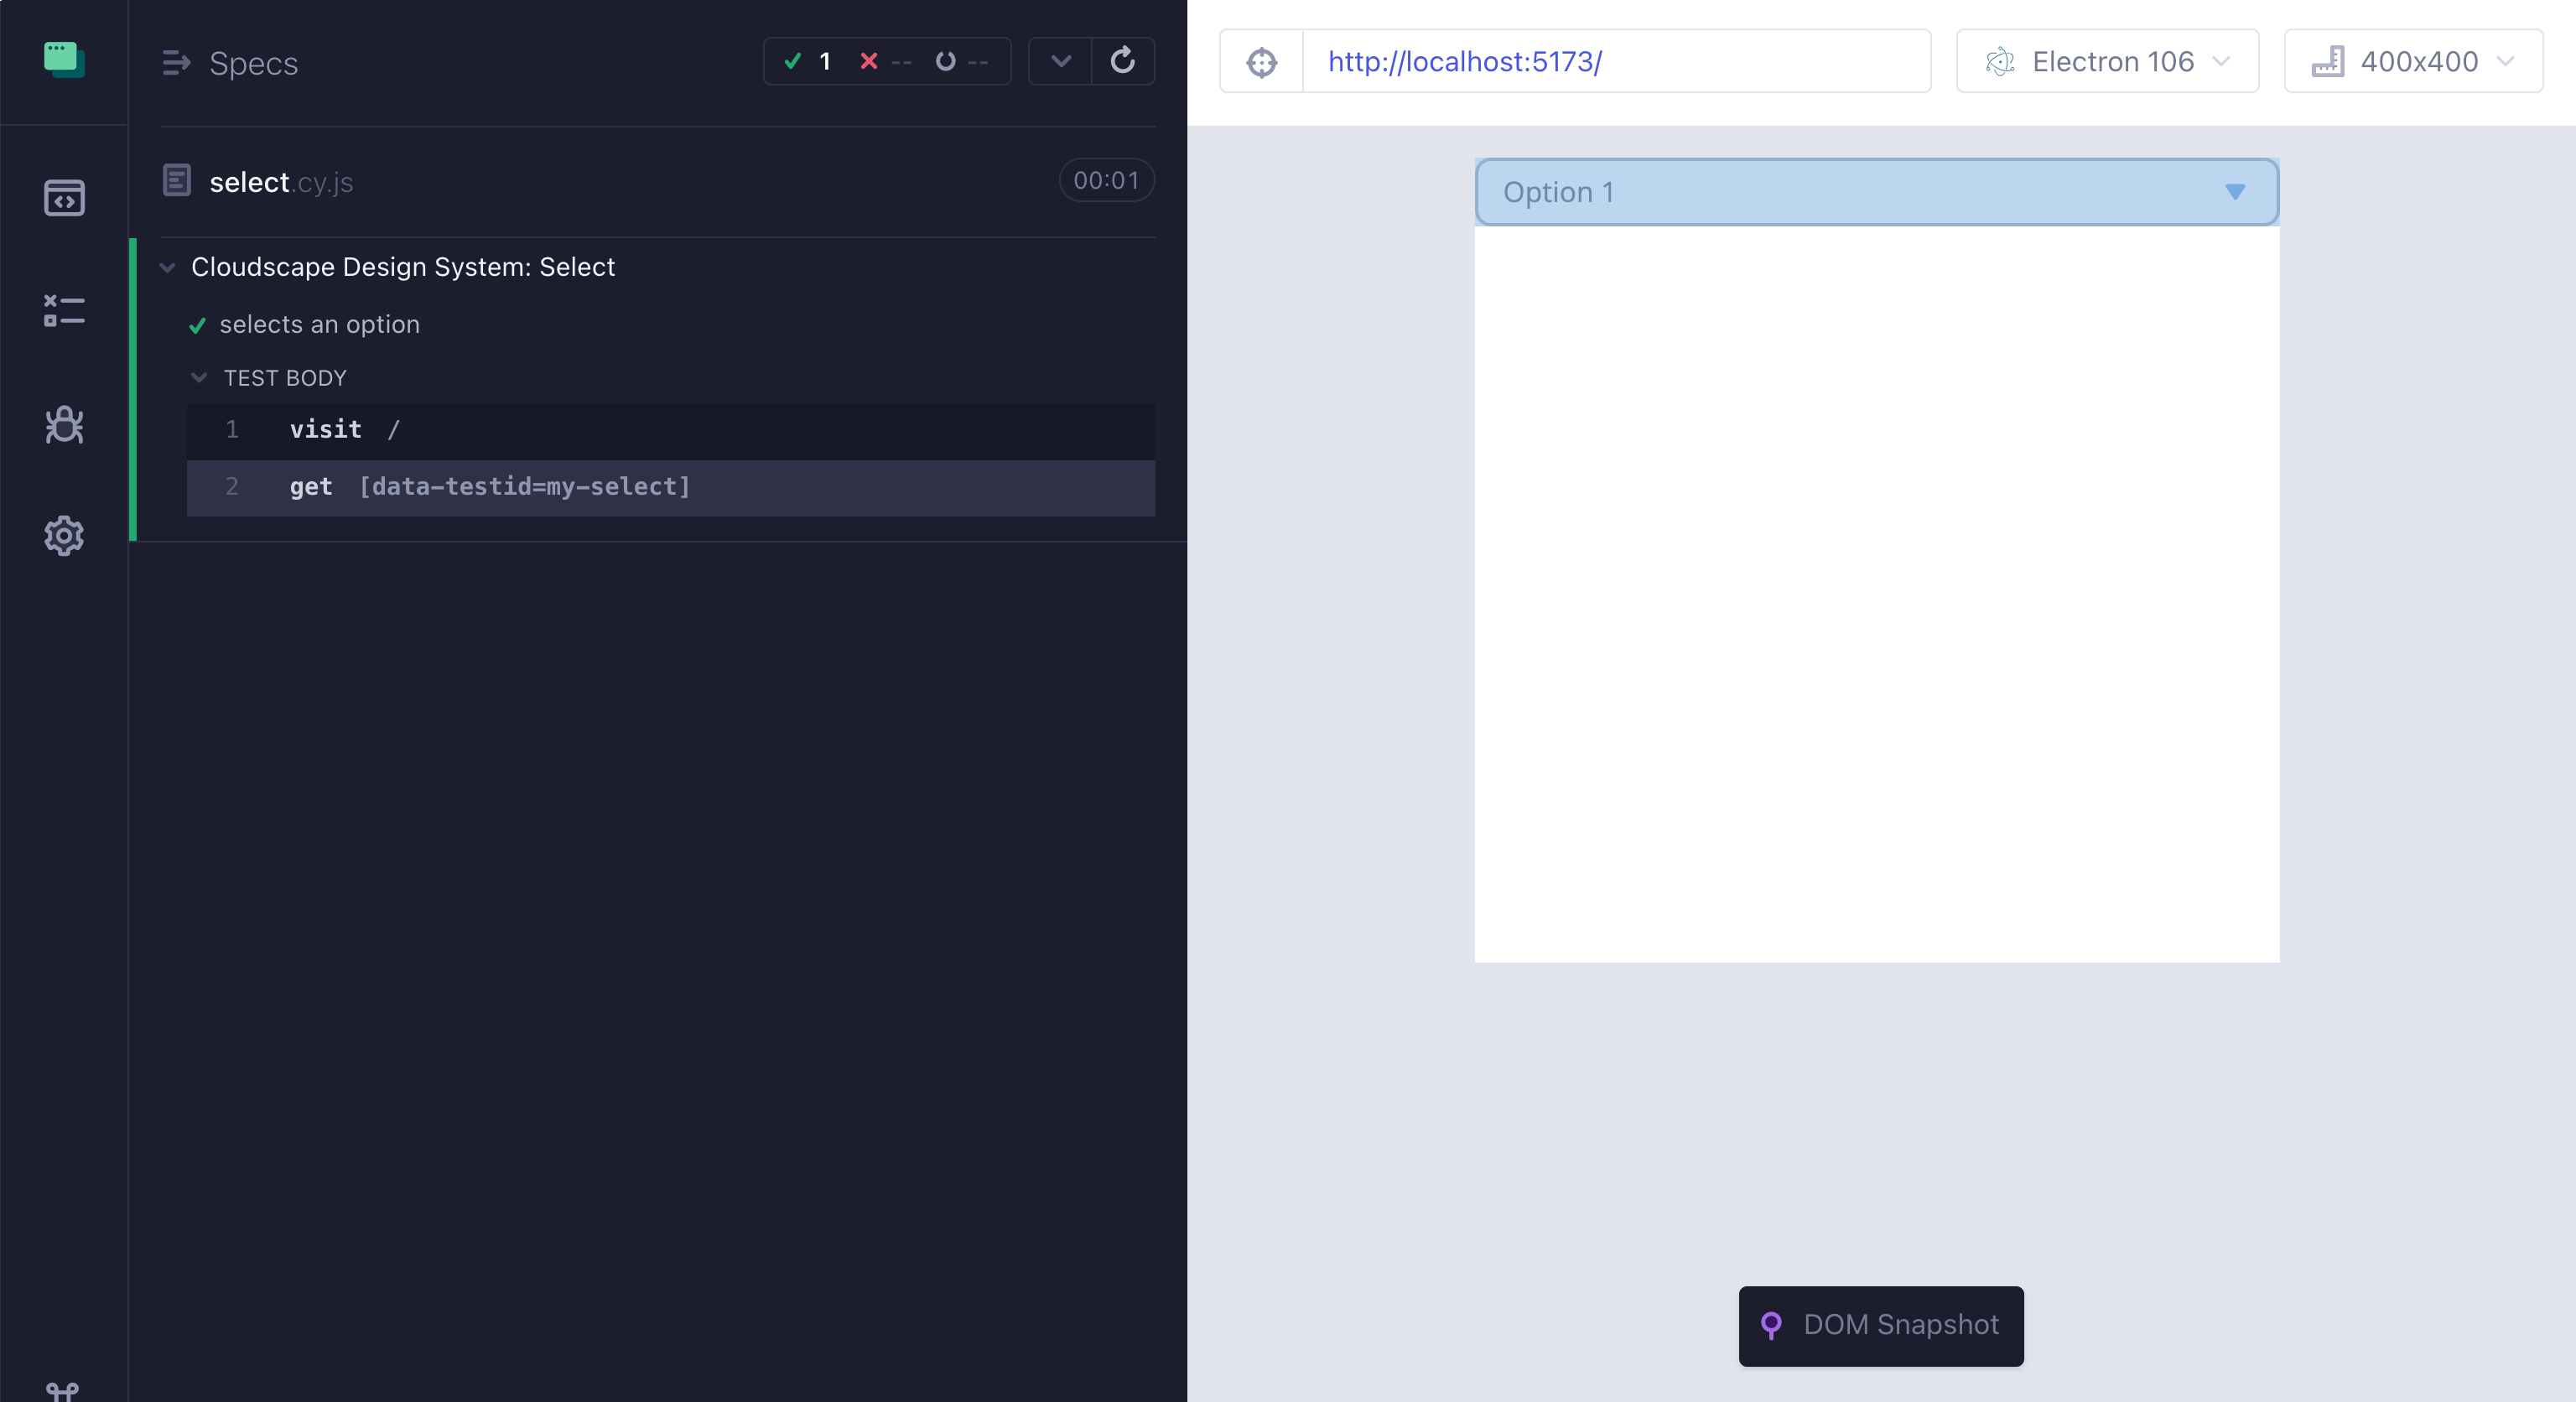 Specs
1 -- --
select.cy.js 00:01
Cloudscape Design System: Select
selects an option
TEST BODY
1 visit /
2 get [data-testid=my-select]
http://localhost:5173/
Electron 106
400x400
Option 1
DOM Snapshot